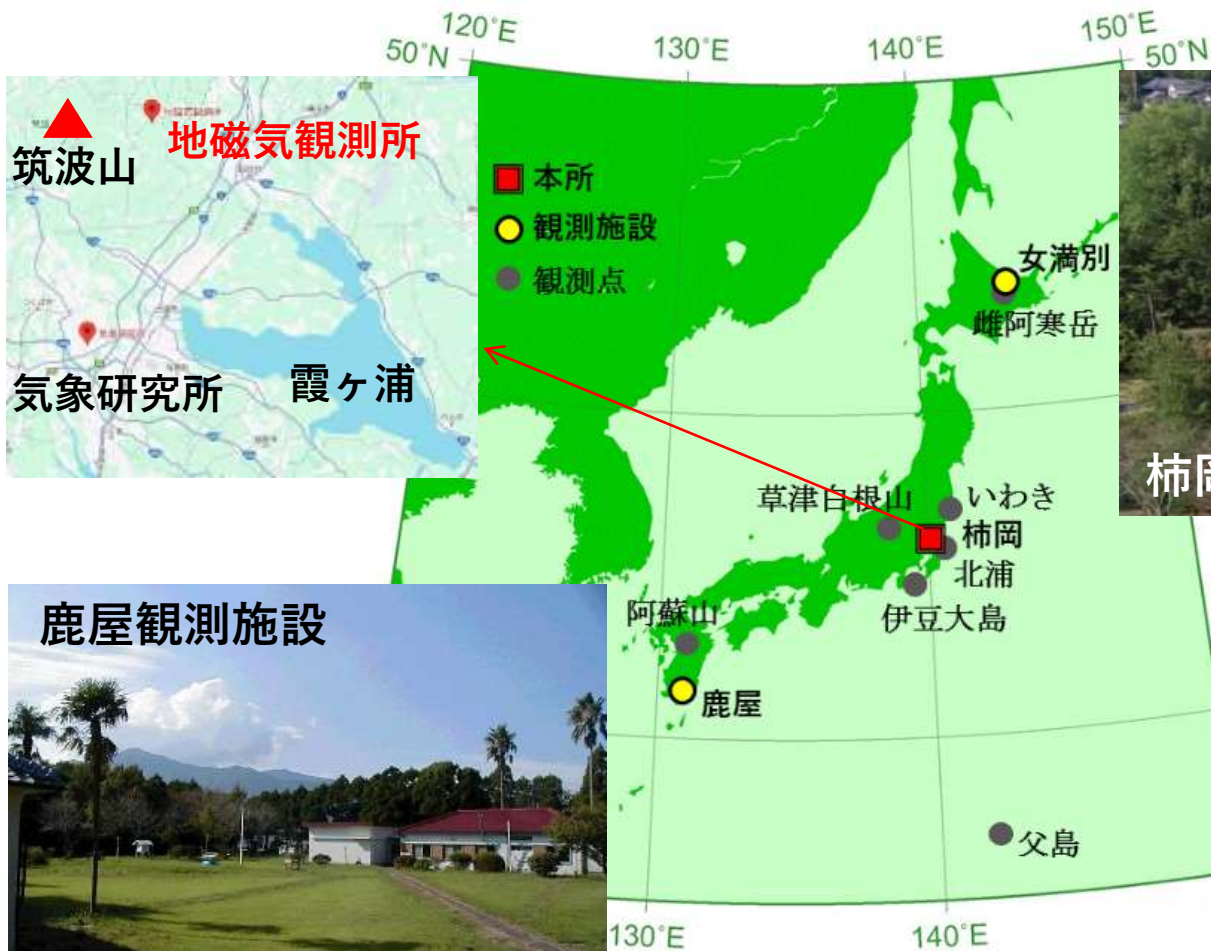 120°E
130°E
140°E
150°E
50°N
50°N
筑波山
地磁気観測所
気象研究所
霞ヶ浦
本所
観測施設
観測点
女満別
雌阿寒岳
草津白根山
いわき
柿岡
北浦
伊豆大島
阿蘇山
鹿屋
父島
柿岡
鹿屋観測施設
130°E
140°E